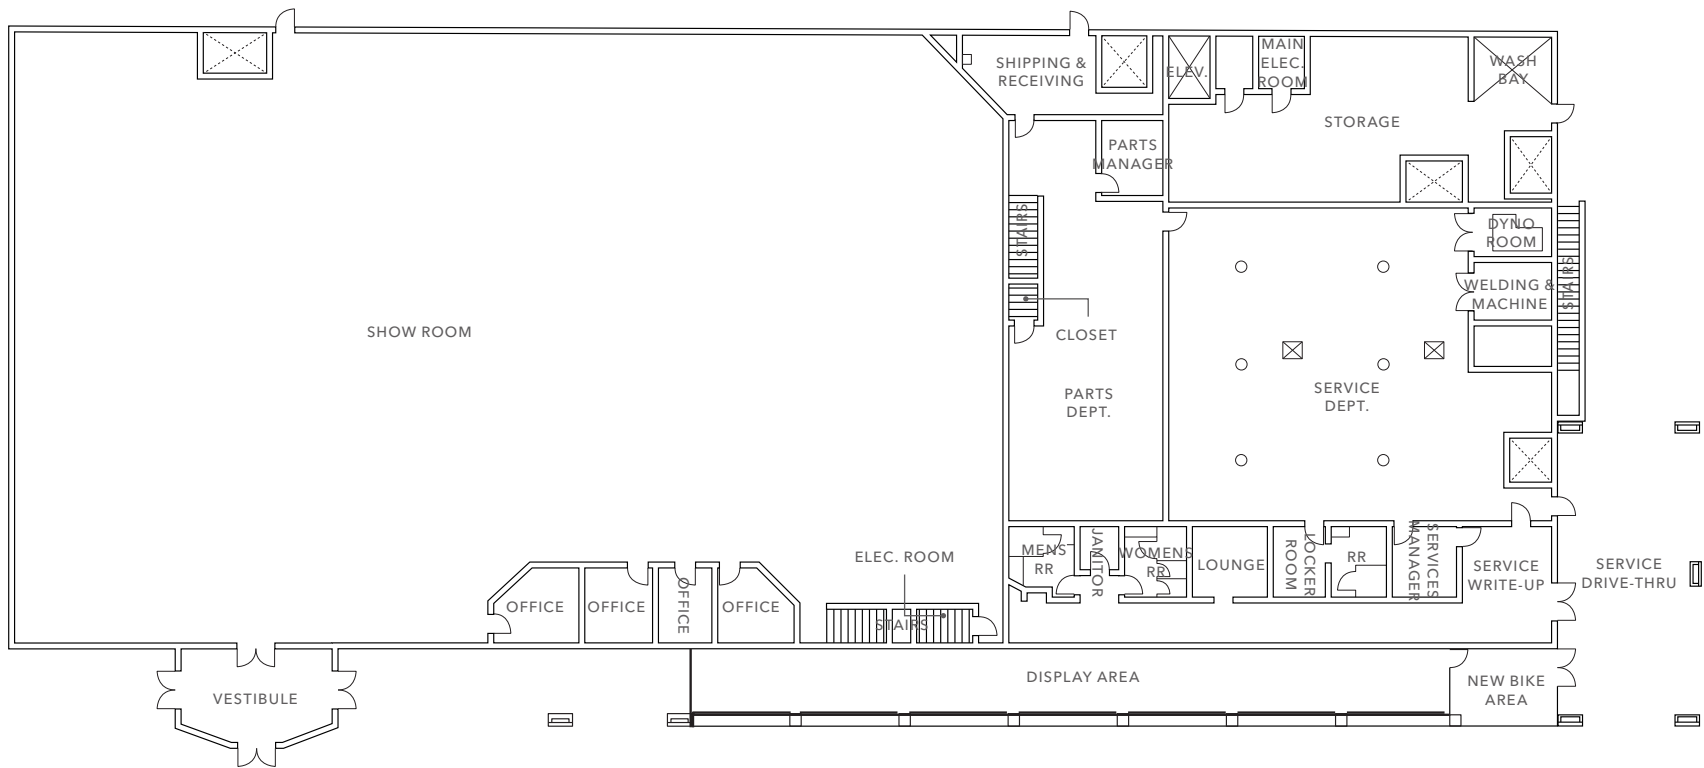 SHIPPING &
RECEIVING
ELEV.
MAIN
ELEC.
ROOM
WASH
BAY
STORAGE
PARTS
MANAGER
STAIRS
DYNO
ROOM
WELDING &
MACHINE
STAIRS
SHOW ROOM
CLOSET
PARTS
DEPT.
SERVICE
DEPT.
ELEC. ROOM
MENS
RR
JANITOR
WOMENS
RR
LOUNGE
LOCKER
ROOM
RR
SERVICES
MANAGER
SERVICE
WRITE-UP
SERVICE
DRIVE-THRU
OFFICE
OFFICE
OFFICE
OFFICE
STAIRS
VESTIBULE
DISPLAY AREA
NEW BIKE
AREA